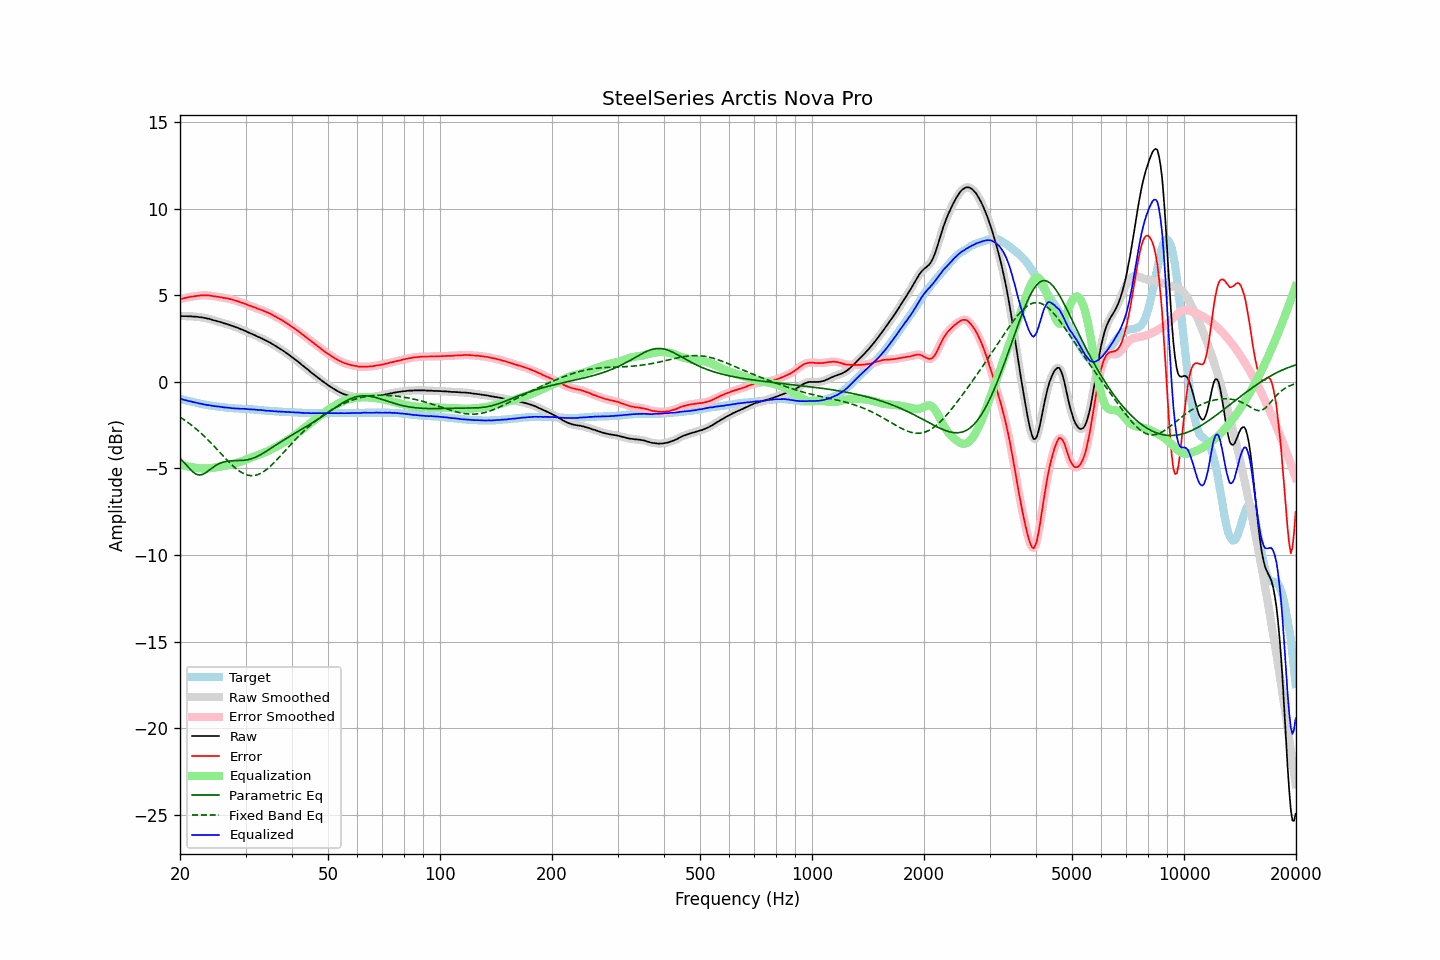 SteelSeries Arctis Nova Pro
15
10
5
0
−5
−10
−15
−20
−25
Amplitude (dBr)
Target
Raw Smoothed
Error Smoothed
Raw
Error
Equalization
Parametric Eq
Fixed Band Eq
Equalized
20
50
100
200
500
1000
2000
5000
10000
20000
Frequency (Hz)